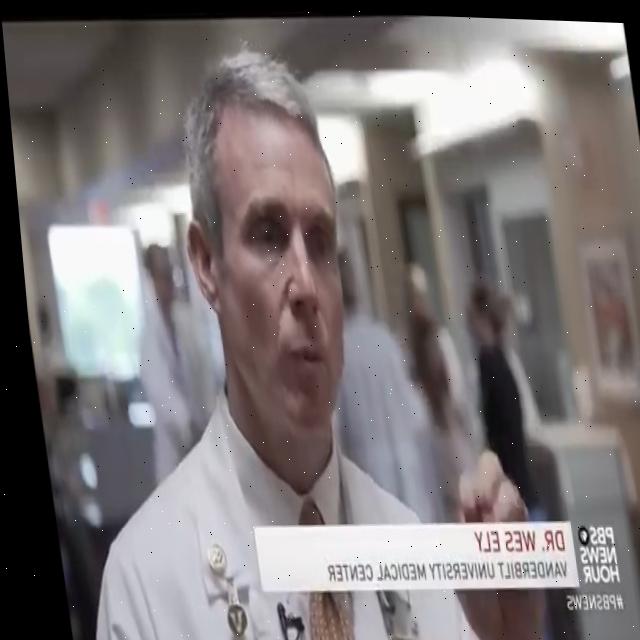 DR. WES ELY
VANDERBILT UNIVERSITY MEDICAL CENTER
PBS
NEWS
HOUR
#PBSNEWS